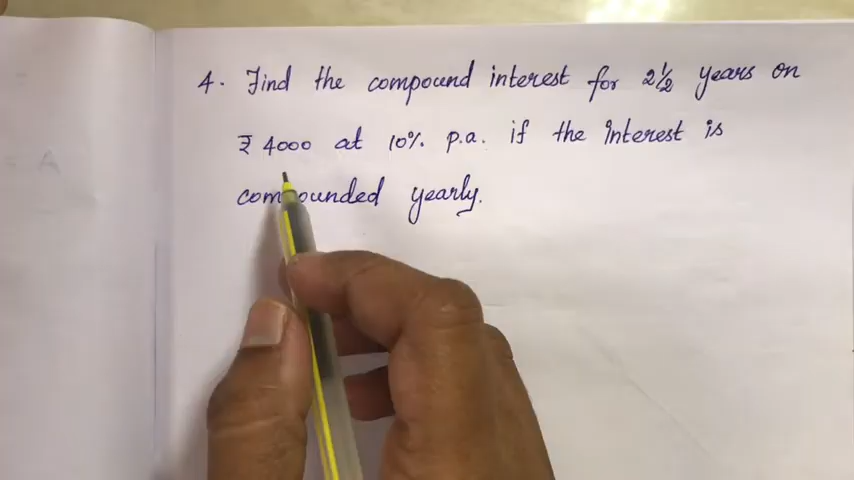 4. Find the compound interest for 2½ years on
₹ 4000 at 10% p.a. if the interest is
compounded yearly.